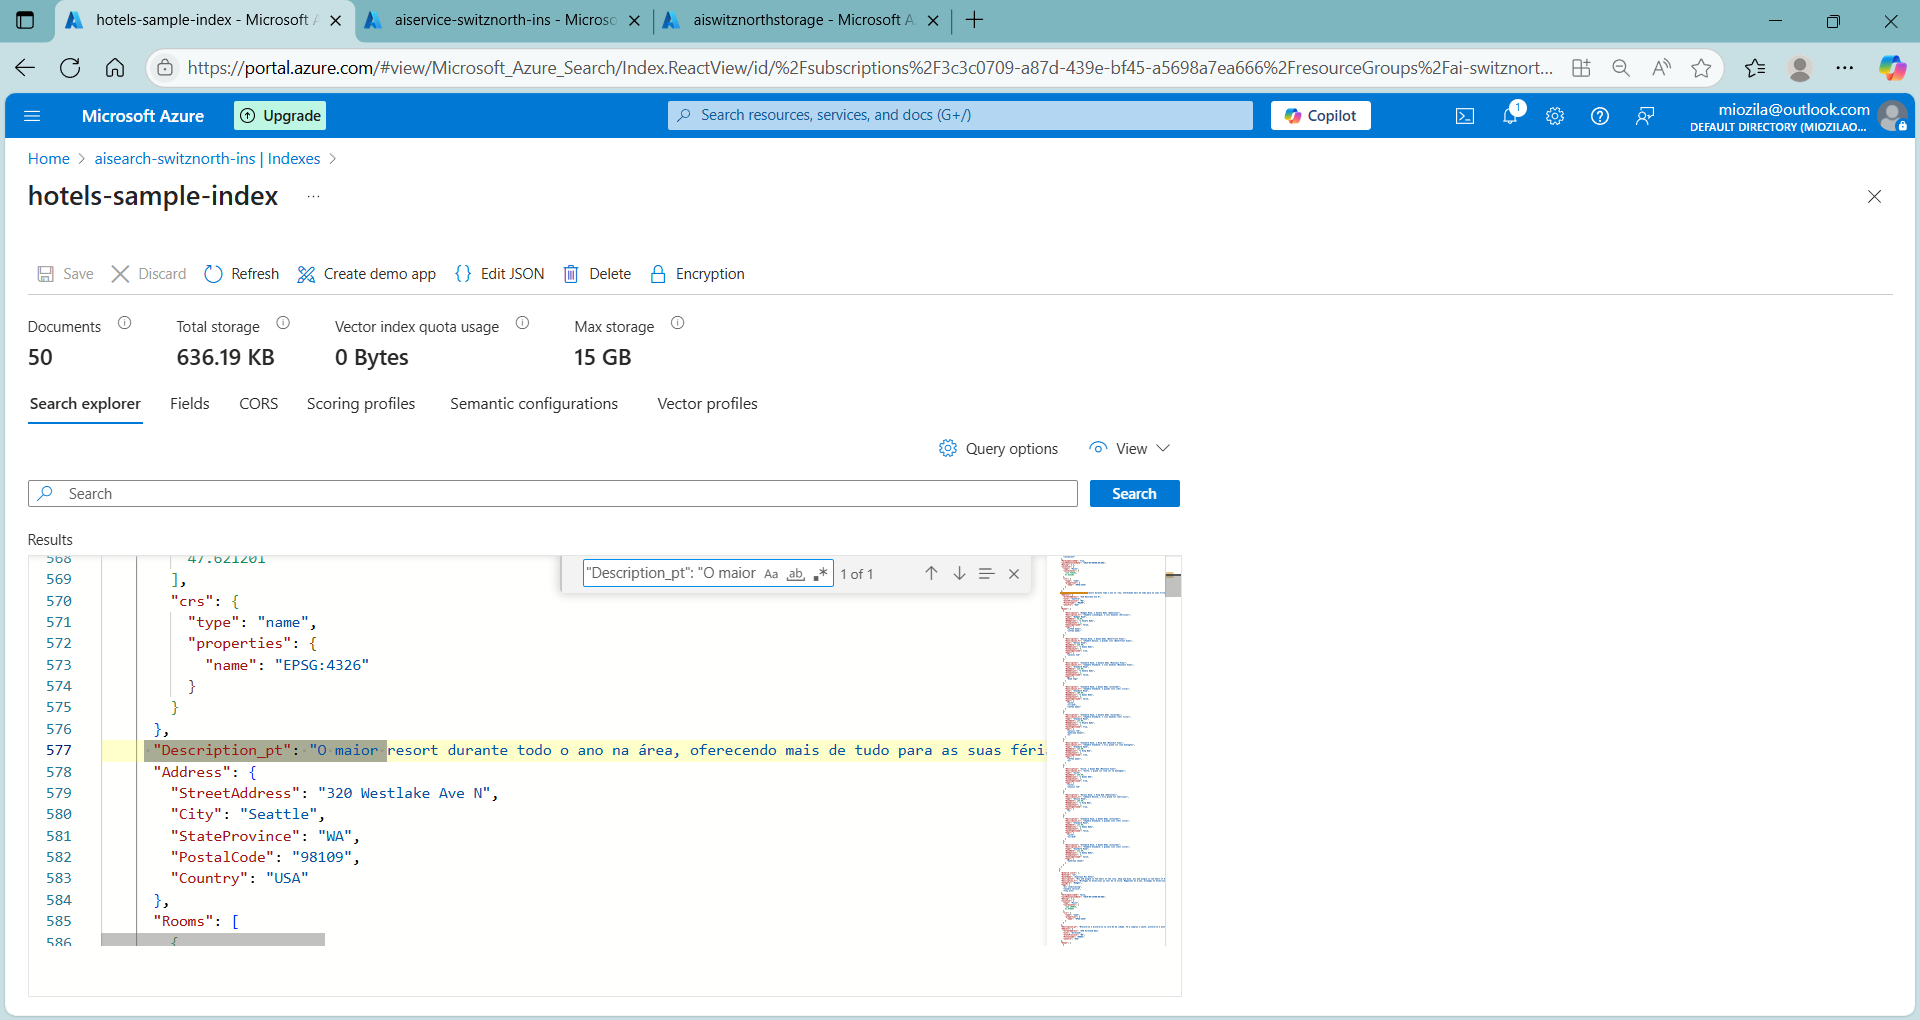 hotels-sample-index - Microsoft A
aiservice-switznorth-ins - Microso
aiswitznorthstorage - Microsoft A
https://portal.azure.com/#view/Microsoft_Azure_Search/Index.ReactView/id/%2Fsubscriptions%2F3c3c0709-a87d-439e-bf45-a5698a7ea666%2FresourceGroups%2Fai-switznort...
Microsoft Azure
Upgrade
Search resources, services, and docs (G+/)
Copilot
1
miozila@outlook.com
DEFAULT DIRECTORY (MIOZILAO...
Home > aisearch-switznorth-ins | Indexes >
hotels-sample-index ...
Save
Discard
Refresh
Create demo app
{} Edit JSON
Delete
Encryption
Documents
50
Total storage
636.19 KB
Vector index quota usage
0 Bytes
Max storage
15 GB
Search explorer
Fields
CORS
Scoring profiles
Semantic configurations
Vector profiles
Query options
View
Search
Search
Results
"Description_pt": "O maior Aa ab .* 1 of 1
568 47.621201
569 ],
570 "crs": {
571 "type": "name",
572 "properties": {
573 "name": "EPSG:4326"
574 }
575 }
576 },
577 "Description_pt": "O maior resort durante todo o ano na área, oferecendo mais de tudo para as suas féri
578 "Address": {
579 "StreetAddress": "320 Westlake Ave N",
580 "City": "Seattle",
581 "StateProvince": "WA",
582 "PostalCode": "98109",
583 "Country": "USA"
584 },
585 "Rooms": [
586 {